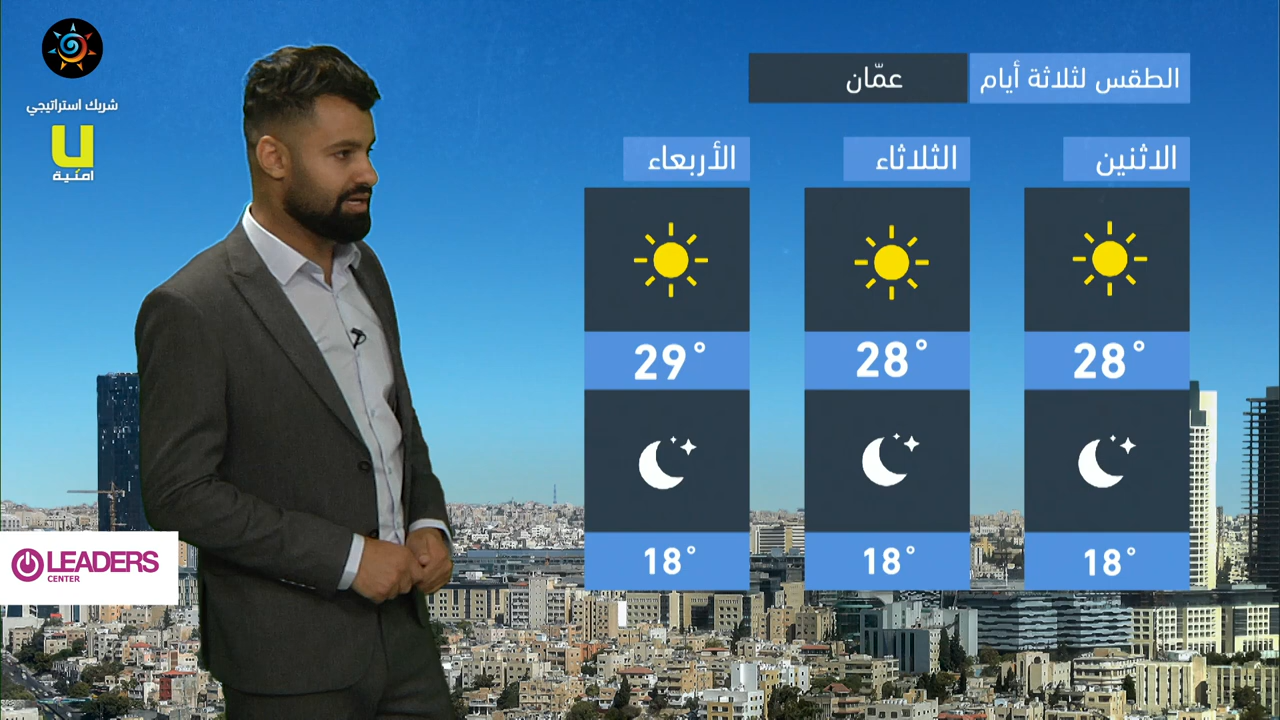 الطقس لثلاثة أيام
عمّان
الاثنين
الثلاثاء
الأربعاء
28°
28°
29°
18°
18°
18°
شريك استراتيجي
U
امنية
LEADERS
CENTER